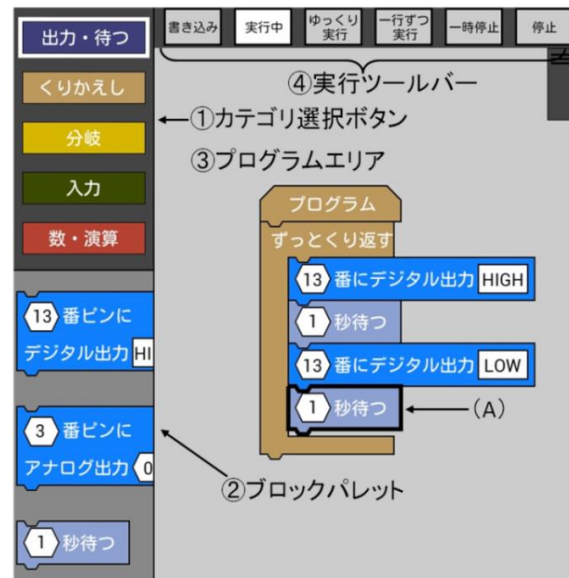 出力・待つ
書き込み
実行中
ゆっくり
実行
一行ずつ
実行
一時停止
停止
くりかえし
④実行ツールバー
①カテゴリ選択ボタン
分岐
③プログラムエリア
入力
数・演算
プログラム
ずっとくり返す
13 番にデジタル出力 HIGH
1 秒待つ
13 番にデジタル出力 LOW
1 秒待つ
(A)
13 番ピンに
デジタル出力 HI
3 番ピンに
アナログ出力 0
②ブロックパレット
1 秒待つ